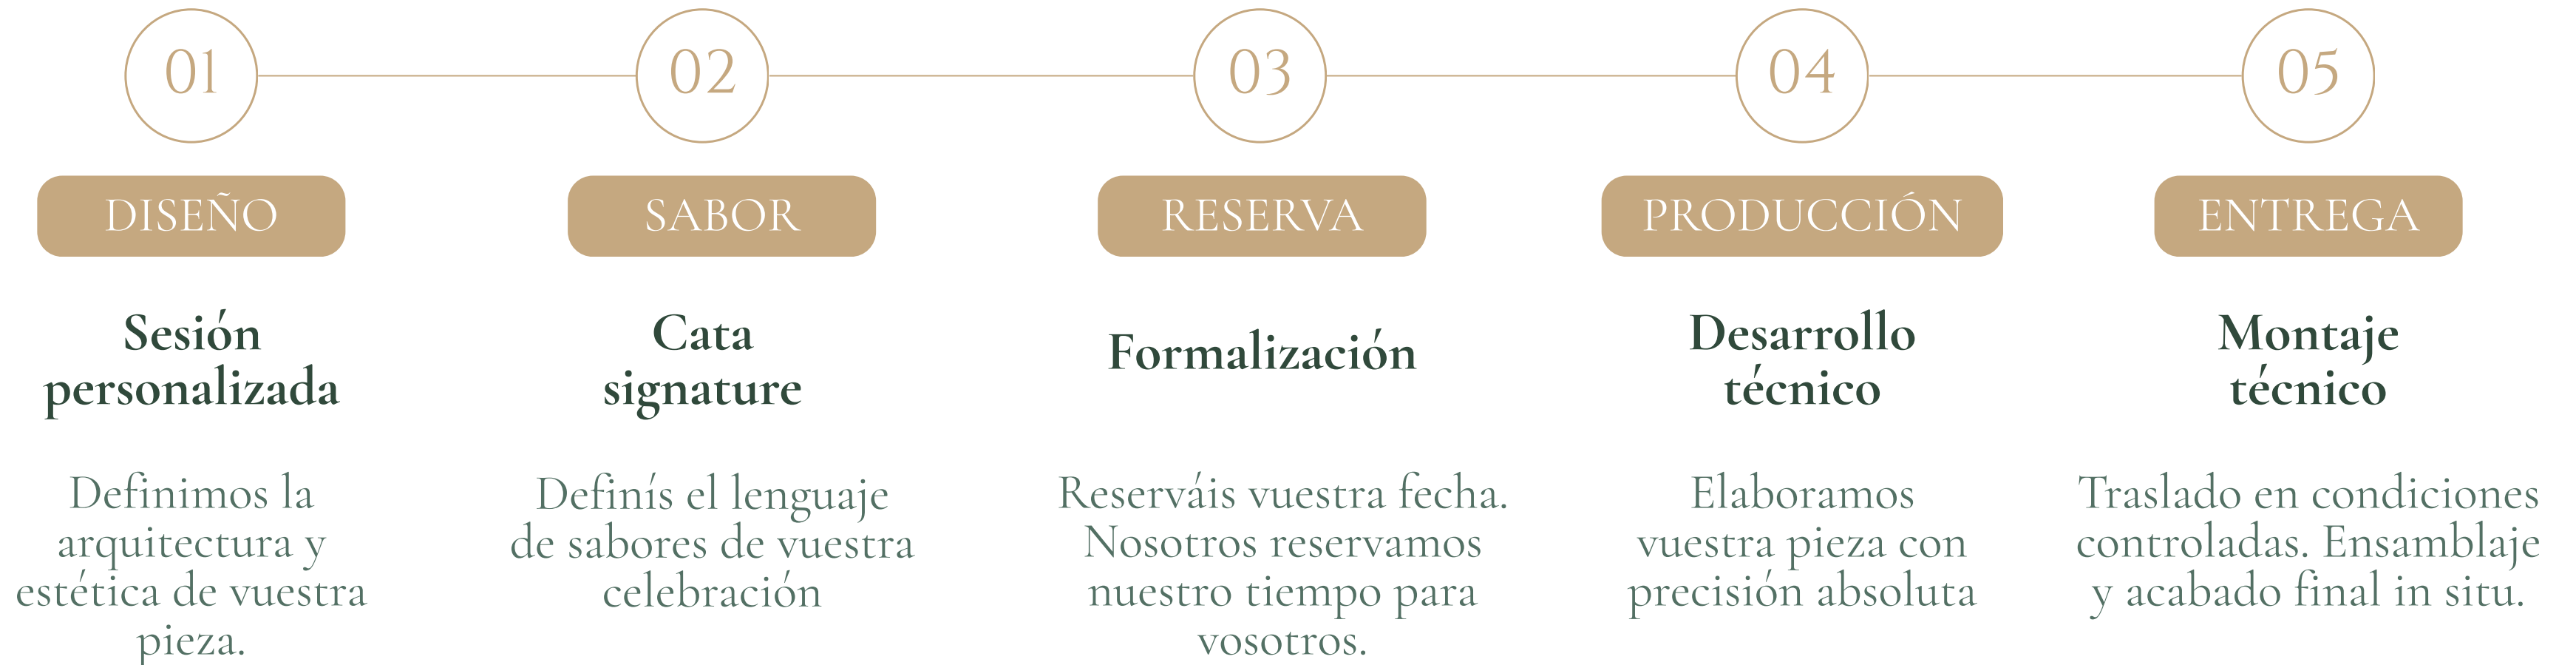 01
02
03
04
05
DISEÑO
SABOR
RESERVA
PRODUCCIÓN
ENTREGA
Sesión
personalizada
Cata
signature
Formalización
Desarrollo
técnico
Montaje
técnico
Definimos la
arquitectura y
estética de vuestra
pieza.
Definís el lenguaje
de sabores de vuestra
celebración
Reserváis vuestra fecha.
Nosotros reservamos
nuestro tiempo para
vosotros.
Elaboramos
vuestra pieza con
precisión absoluta
Traslado en condiciones
controladas. Ensamblaje
y acabado final in situ.